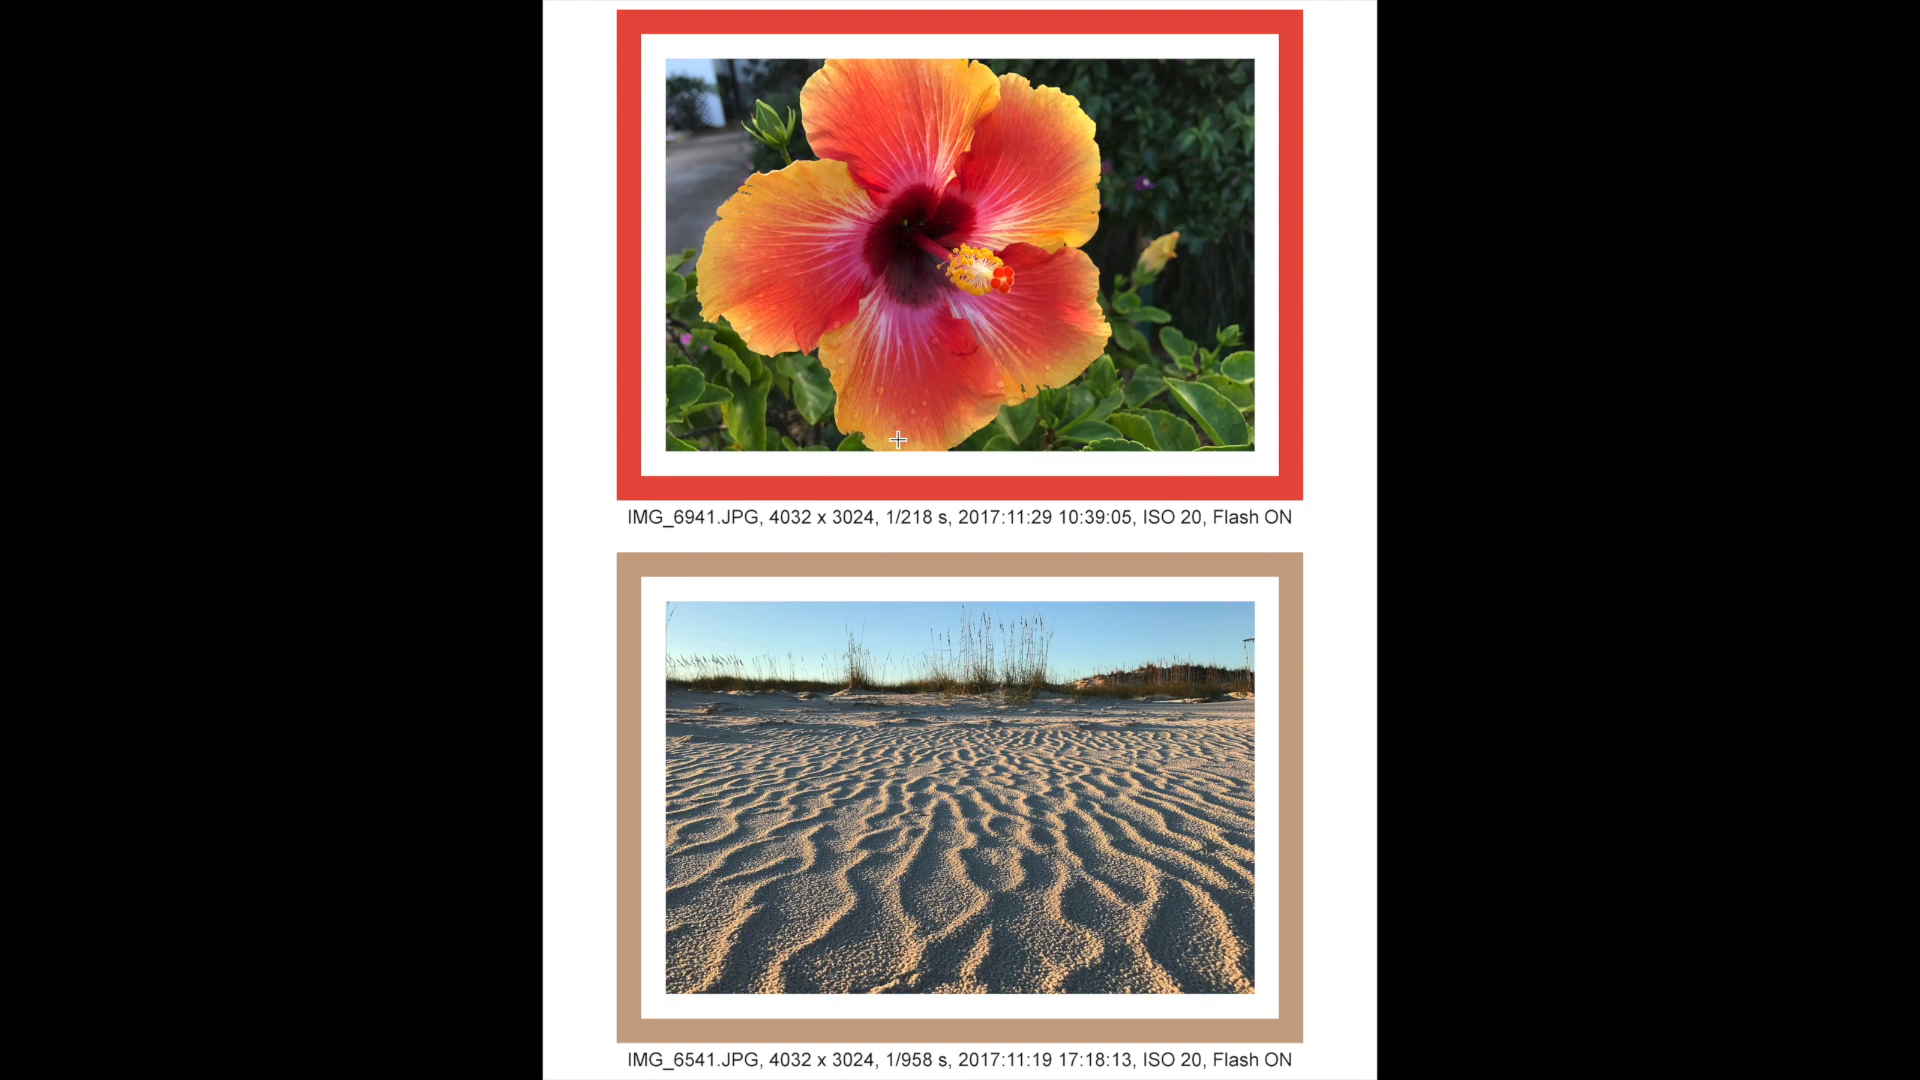 IMG_6941.JPG, 4032 x 3024, 1/218 s, 2017:11:29 10:39:05, ISO 20, Flash ON
IMG_6541.JPG, 4032 x 3024, 1/958 s, 2017:11:19 17:18:13, ISO 20, Flash ON